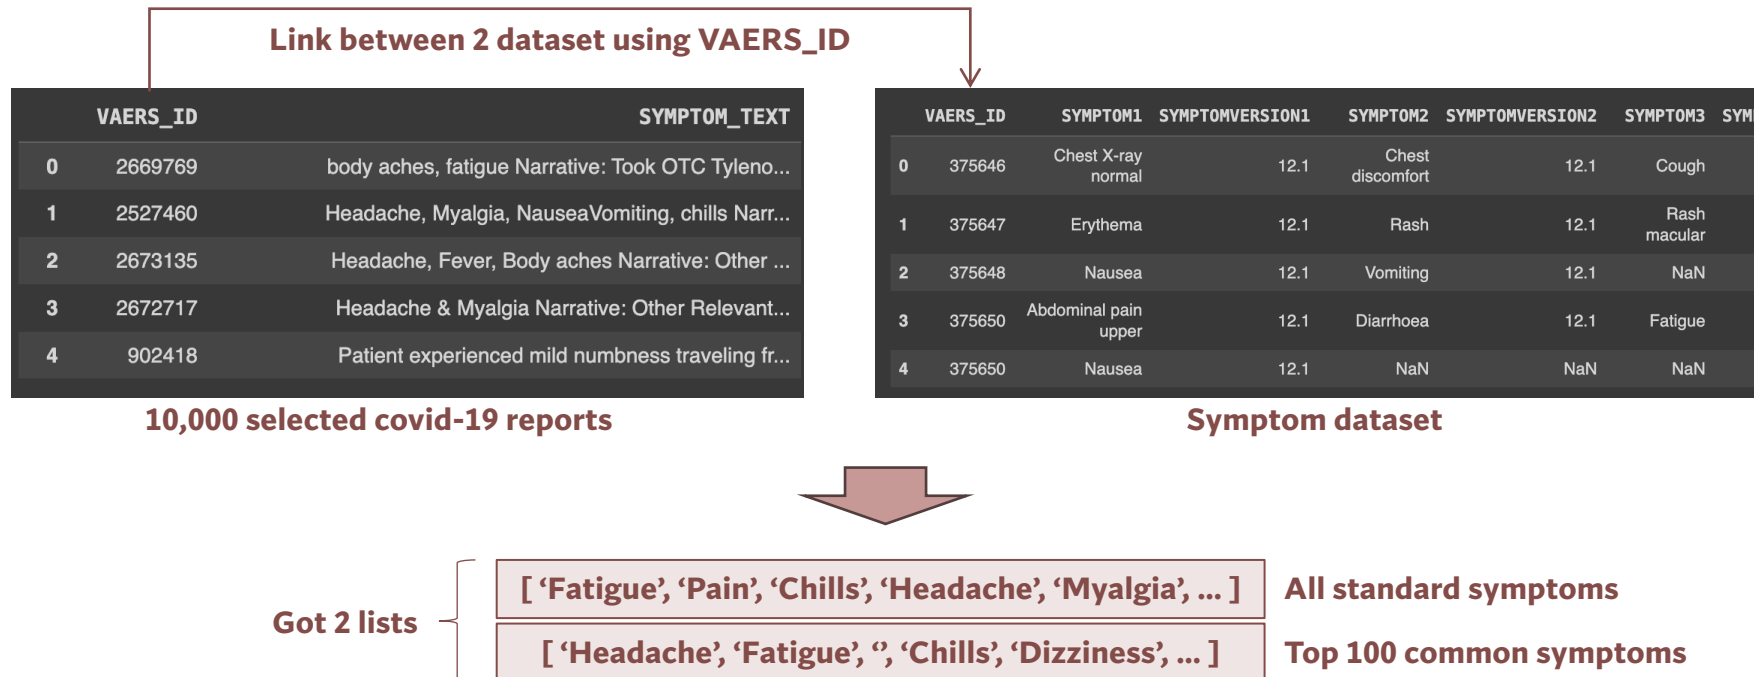 Link between 2 dataset using VAERS_ID
VAERS_ID SYMPTOM_TEXT
0 2669769 body aches, fatigue Narrative: Took OTC Tyleno...
1 2527460 Headache, Myalgia, NauseaVomiting, chills Narr...
2 2673135 Headache, Fever, Body aches Narrative: Other ...
3 2672717 Headache & Myalgia Narrative: Other Relevant...
4 902418 Patient experienced mild numbness traveling fr...
10,000 selected covid-19 reports
VAERS_ID SYMPTOM1 SYMPTOMVERSION1 SYMPTOM2 SYMPTOMVERSION2 SYMPTOM3 SYM
0 375646 Chest X-ray normal 12.1 Chest discomfort 12.1 Cough
1 375647 Erythema 12.1 Rash 12.1 Rash macular
2 375648 Nausea 12.1 Vomiting 12.1 NaN
3 375650 Abdominal pain upper 12.1 Diarrhoea 12.1 Fatigue
4 375650 Nausea 12.1 NaN NaN NaN
Symptom dataset
Got 2 lists
[ ‘Fatigue’, ‘Pain’, ‘Chills’, ‘Headache’, ‘Myalgia’, ... ] All standard symptoms
[ ‘Headache’, ‘Fatigue’, ‘’, ‘Chills’, ‘Dizziness’, ... ] Top 100 common symptoms